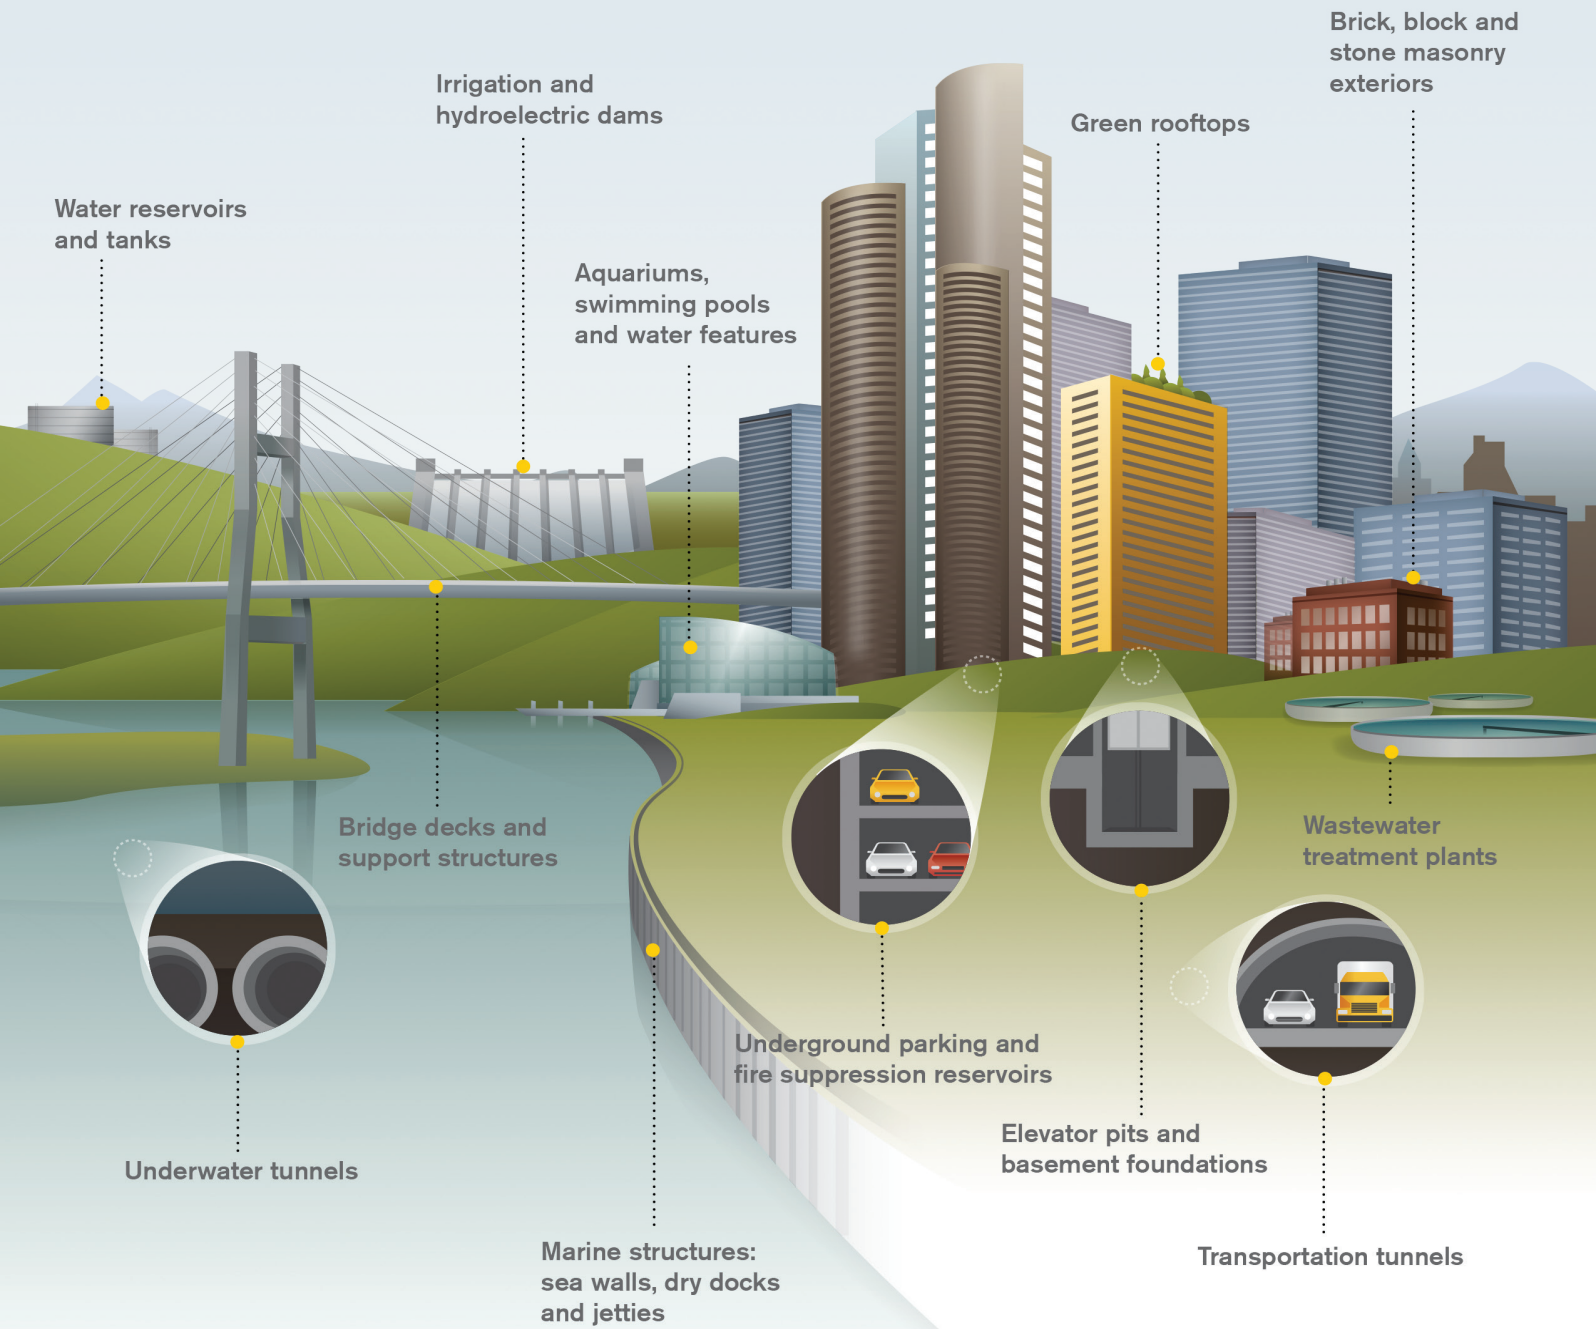 Brick, block and
stone masonry
exteriors
Irrigation and
hydroelectric dams
Green rooftops
Water reservoirs
and tanks
Aquariums,
swimming pools
and water features
Bridge decks and
support structures
Wastewater
treatment plants
Underground parking and
fire suppression reservoirs
Elevator pits and
basement foundations
Underwater tunnels
Marine structures:
sea walls, dry docks
and jetties
Transportation tunnels